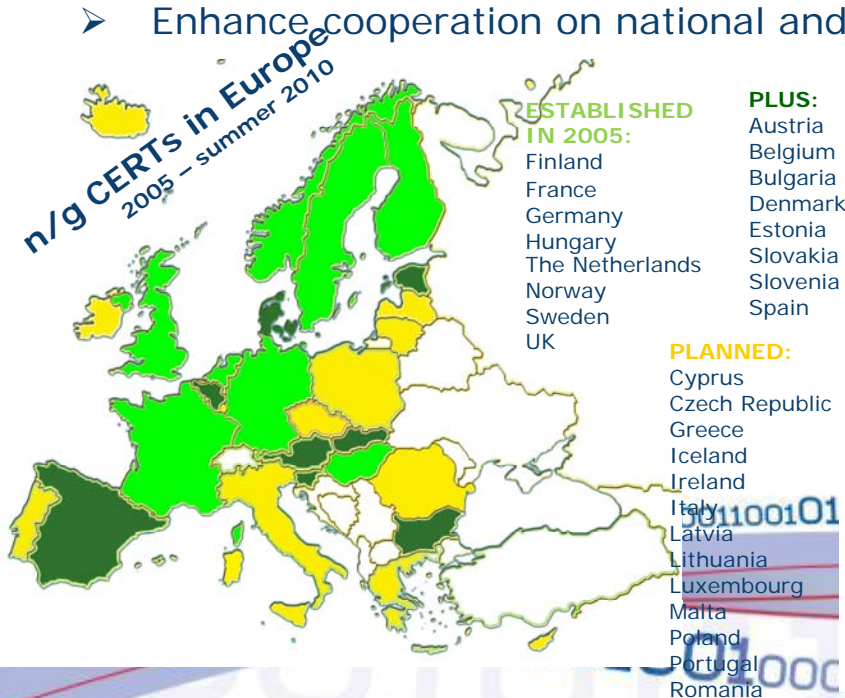 ➤ Enhance cooperation on national and
n/g CERTs in Europe
2005 – summer 2010
ESTABLISHED
IN 2005:
Finland
France
Germany
Hungary
The Netherlands
Norway
Sweden
UK
PLUS:
Austria
Belgium
Bulgaria
Denmark
Estonia
Slovakia
Slovenia
Spain
PLANNED:
Cyprus
Czech Republic
Greece
Iceland
Ireland
Italy
Latvia
Lithuania
Luxembourg
Malta
Poland
Portugal
Romania